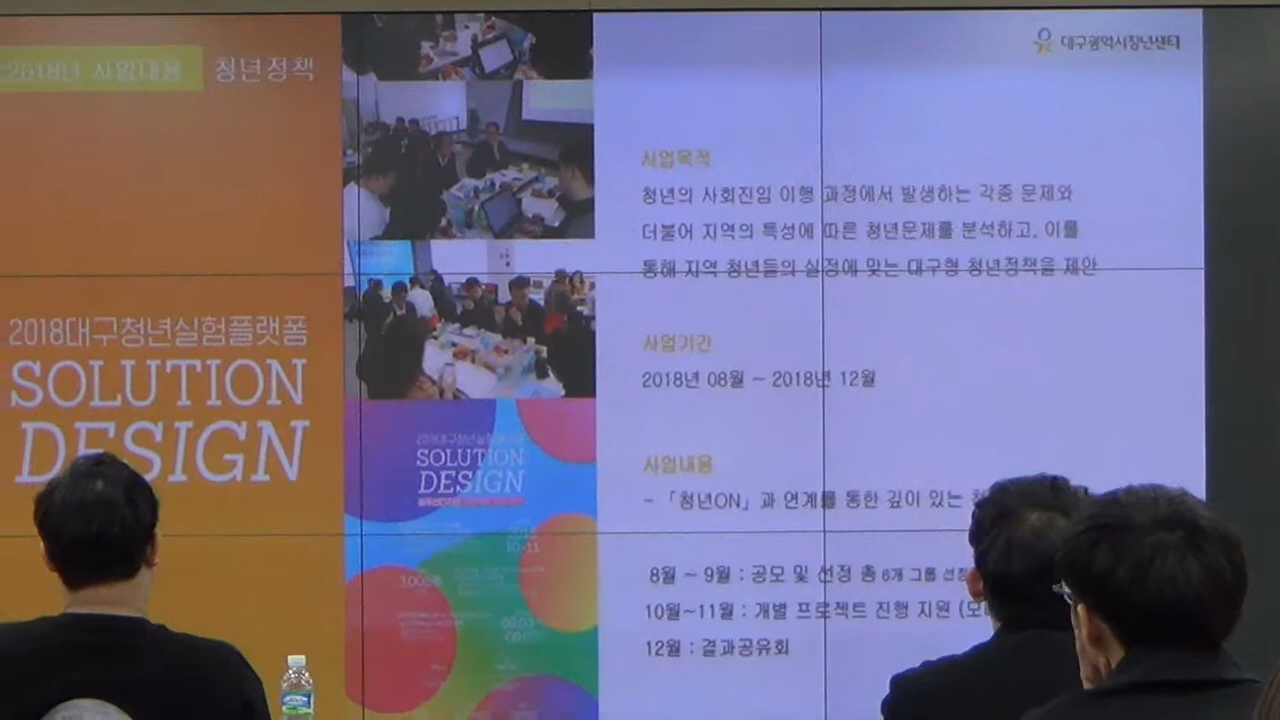 2018년 사업내용 청년정책
대구광역시청년센터
2018대구청년실험플랫폼
SOLUTION
DESIGN
SOLUTION
DESIGN
사업목적
청년의 사회진입 이행 과정에서 발생하는 각종 문제와
더불어 지역의 특성에 따른 청년문제를 분석하고, 이를
통해 지역 청년들의 실정에 맞는 대구형 청년정책을 제안
사업기간
2018년 08월 ~ 2018년 12월
사업내용
- 「청년ON」과 연계를 통한 깊이 있는
8월 ~ 9월 : 공모 및 선정 총 6개 그룹 선정
10월~11월 : 개별 프로젝트 진행 지원
12월 : 결과공유회